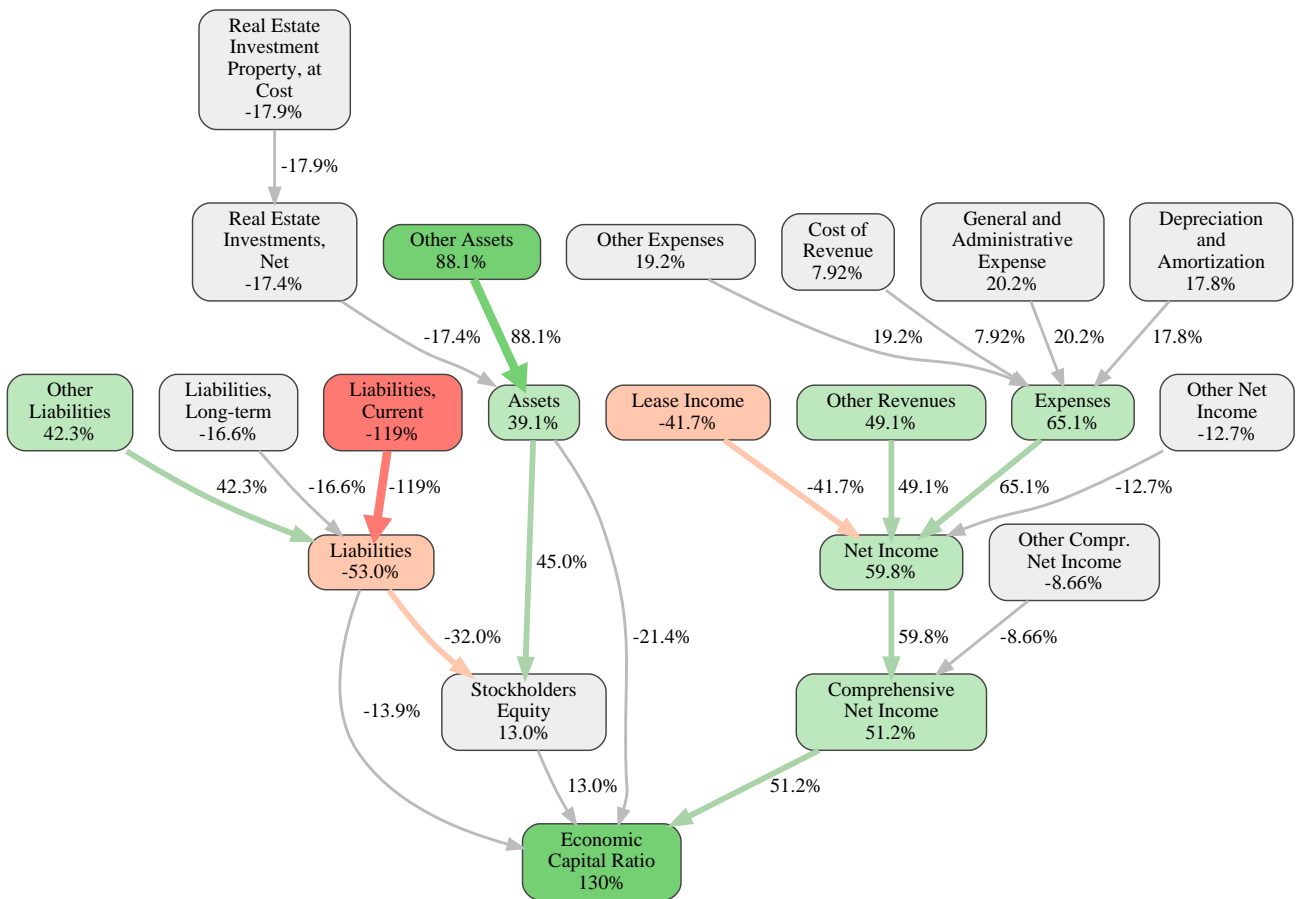 Real Estate
Investment
Property, at
Cost
-17.9%
-17.9%
Real Estate
Investments,
Net
-17.4%
Other Assets
88.1%
Other Expenses
19.2%
Cost of
Revenue
7.92%
General and
Administrative
Expense
20.2%
Depreciation
and
Amortization
17.8%
-17.4%
88.1%
19.2%
7.92%
20.2%
17.8%
Other
Liabilities
42.3%
Liabilities,
Long-term
-16.6%
Liabilities,
Current
-119%
Assets
39.1%
Lease Income
-41.7%
Other Revenues
49.1%
Expenses
65.1%
Other Net
Income
-12.7%
42.3%
-16.6%
-119%
-41.7%
49.1%
65.1%
-12.7%
Liabilities
-53.0%
45.0%
Net Income
59.8%
Other Compr.
Net Income
-8.66%
-32.0%
-21.4%
59.8%
-8.66%
-13.9%
Stockholders
Equity
13.0%
Comprehensive
Net Income
51.2%
13.0%
51.2%
Economic
Capital Ratio
130%